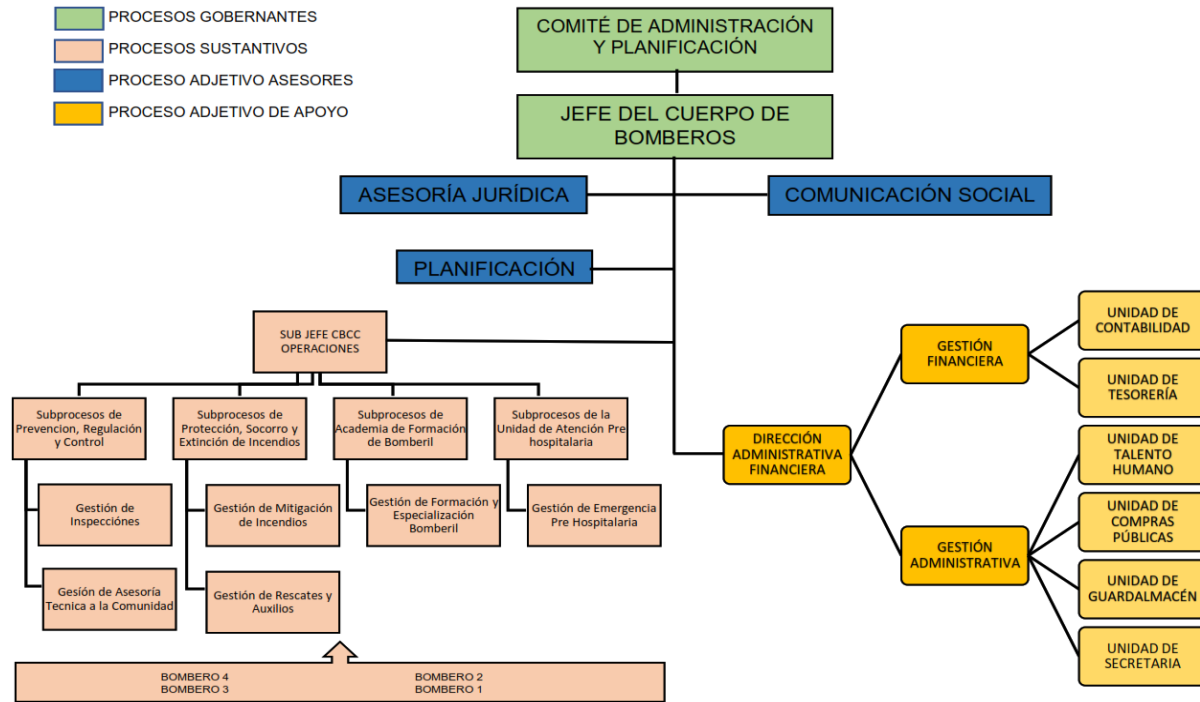 PROCESOS GOBERNANTES
PROCESOS SUSTANTIVOS
PROCESO ADJETIVO ASESORES
PROCESO ADJETIVO DE APOYO
COMITÉ DE ADMINISTRACIÓN
Y PLANIFICACIÓN
JEFE DEL CUERPO DE
BOMBEROS
ASESORÍA JURÍDICA
COMUNICACIÓN SOCIAL
PLANIFICACIÓN
SUB JEFE CBCC
OPERACIONES
Subprocesos de
Prevencion, Regulación
y Control
Subprocesos de
Protección, Socorro y
Extinción de Incendios
Subprocesos de
Academia de Formación
de Bomberil
Subprocesos de la
Unidad de Atención Pre
hospitalaria
Gestión de
Inspecciónes
Gestión de Mitigación
de Incendios
Gestión de Formación y
Especialización
Bomberil
Gestión de Emergencia
Pre Hospitalaria
Gesión de Asesoría
Tecnica a la Comunidad
Gestión de Rescates y
Auxilios
BOMBERO 4
BOMBERO 3
BOMBERO 2
BOMBERO 1
DIRECCIÓN
ADMINISTRATIVA
FINANCIERA
GESTIÓN
FINANCIERA
UNIDAD DE
CONTABILIDAD
UNIDAD DE
TESORERÍA
GESTIÓN
ADMINISTRATIVA
UNIDAD DE
TALENTO
HUMANO
UNIDAD DE
COMPRAS
PÚBLICAS
UNIDAD DE
GUARDALMACÉN
UNIDAD DE
SECRETARIA